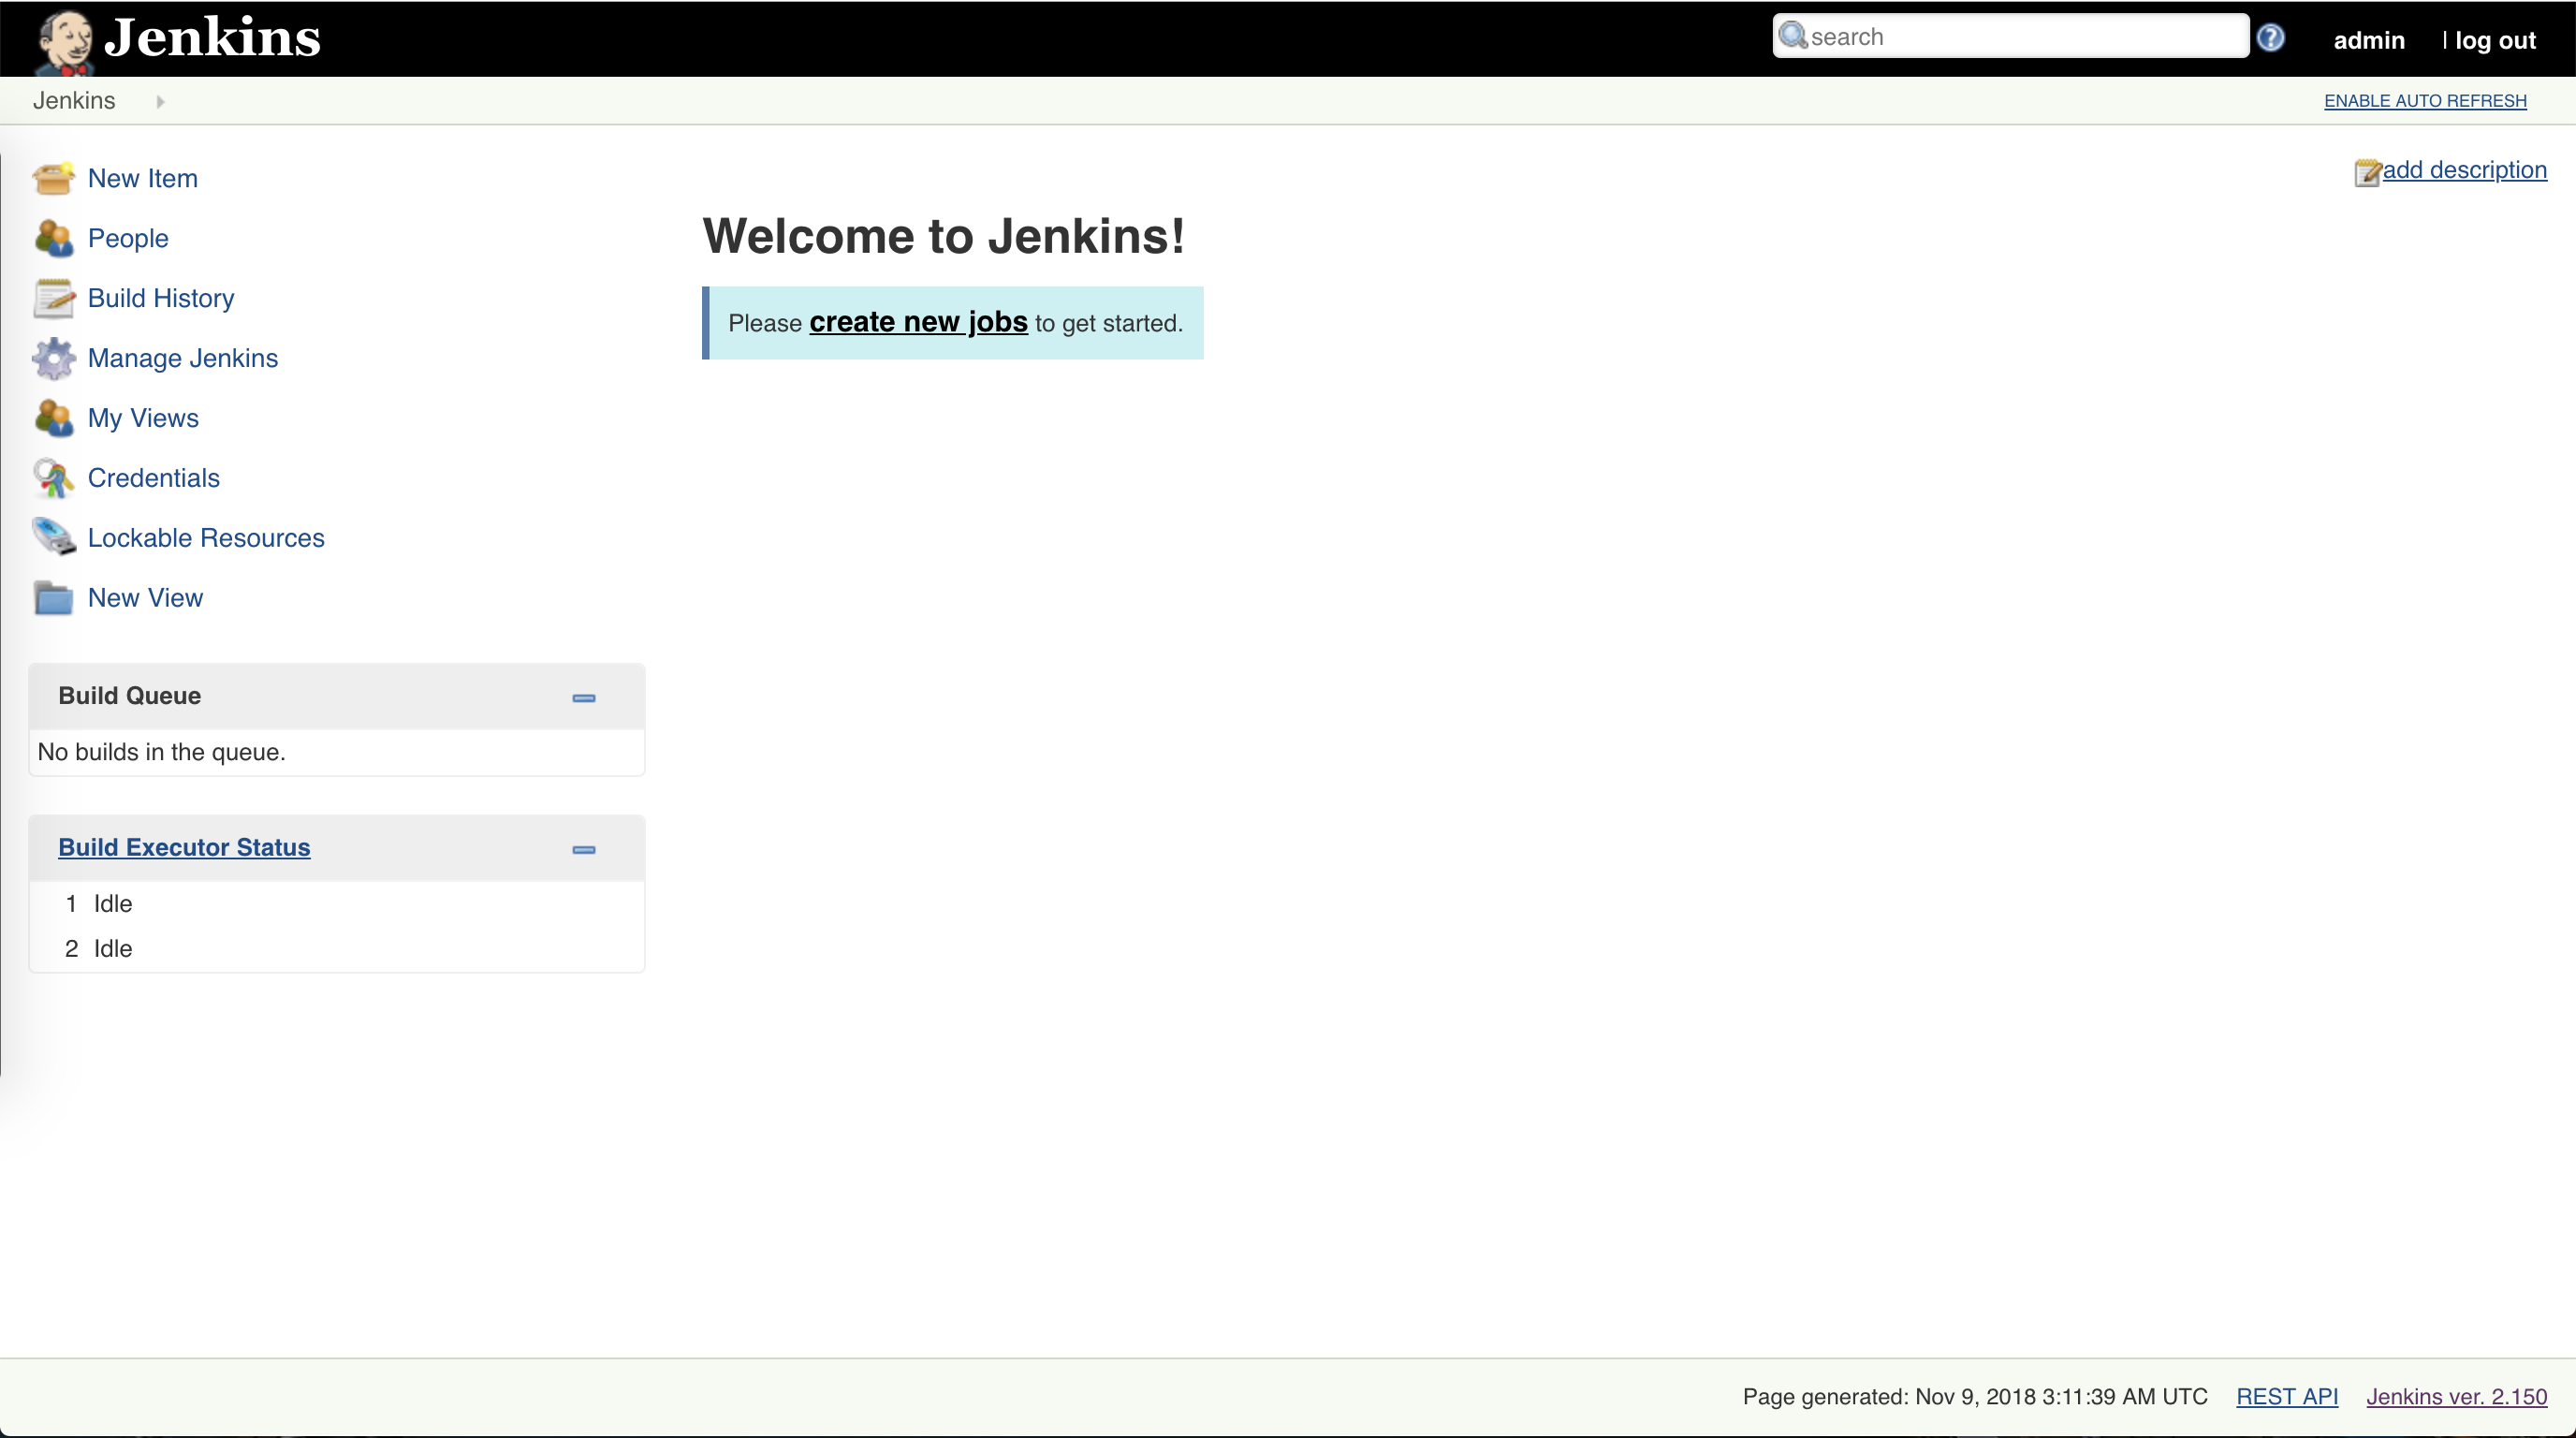 Jenkins
search
admin
| log out
Jenkins
ENABLE AUTO REFRESH
New Item
People
Build History
Manage Jenkins
My Views
Credentials
Lockable Resources
New View
Build Queue
No builds in the queue.
Build Executor Status
1 Idle
2 Idle
add description
Welcome to Jenkins!
Please create new jobs to get started.
Page generated: Nov 9, 2018 3:11:39 AM UTC REST API Jenkins ver. 2.150